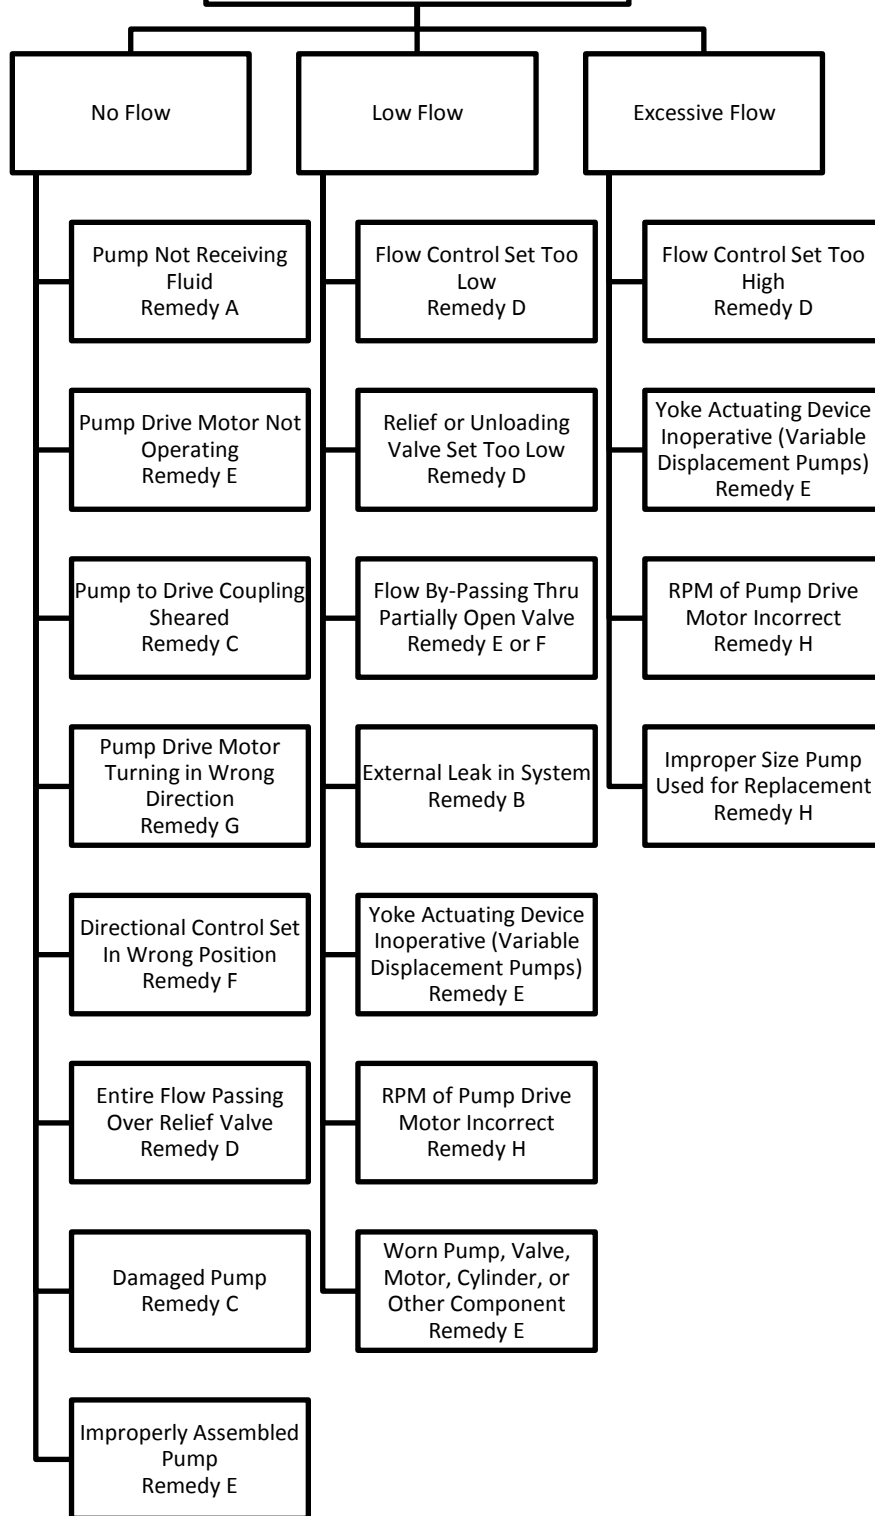 No Flow
Pump Not Receiving
Fluid
Remedy A
Pump Drive Motor Not
Operating
Remedy E
Pump to Drive Coupling
Sheared
Remedy C
Pump Drive Motor
Turning in Wrong
Direction
Remedy G
Directional Control Set
In Wrong Position
Remedy F
Entire Flow Passing
Over Relief Valve
Remedy D
Damaged Pump
Remedy C
Improperly Assembled
Pump
Remedy E
Low Flow
Flow Control Set Too
Low
Remedy D
Relief or Unloading
Valve Set Too Low
Remedy D
Flow By-Passing Thru
Partially Open Valve
Remedy E or F
External Leak in System
Remedy B
Yoke Actuating Device
Inoperative (Variable
Displacement Pumps)
Remedy E
RPM of Pump Drive
Motor Incorrect
Remedy H
Worn Pump, Valve,
Motor, Cylinder, or
Other Component
Remedy E
Excessive Flow
Flow Control Set Too
High
Remedy D
Yoke Actuating Device
Inoperative (Variable
Displacement Pumps)
Remedy E
RPM of Pump Drive
Motor Incorrect
Remedy H
Improper Size Pump
Used for Replacement
Remedy H